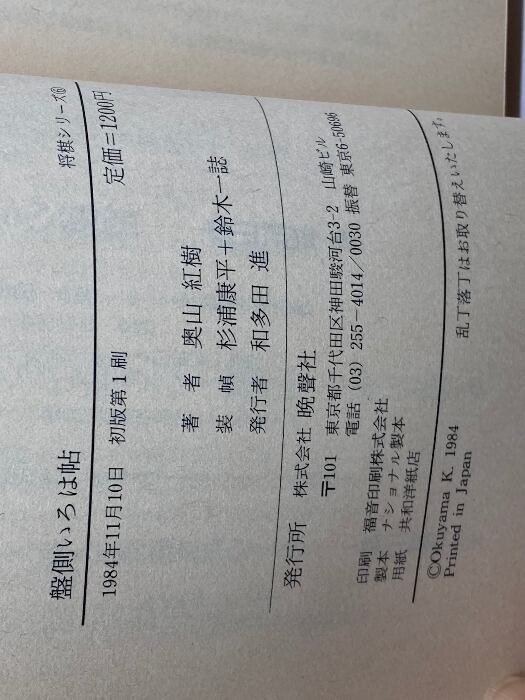 盤側いろは帖　将棋シリーズ⑯
1984年11月10日　初版第1刷　定価=1200円
著　者　奥山 紅樹
装　幀　杉浦康平+鈴木一誌
発行者　和多田 進
発行所　株式会社 晩聲社
〒101　東京都千代田区神田駿河台3-2　山崎ビル
電話 (03) 255-4014/0030 振替 東京6-50696
印刷　福音印刷株式会社
製本　ナショナル製本
用紙　共和洋紙店
©Okuyama K. 1984
Printed in Japan
乱丁落丁はお取り替えいたします。